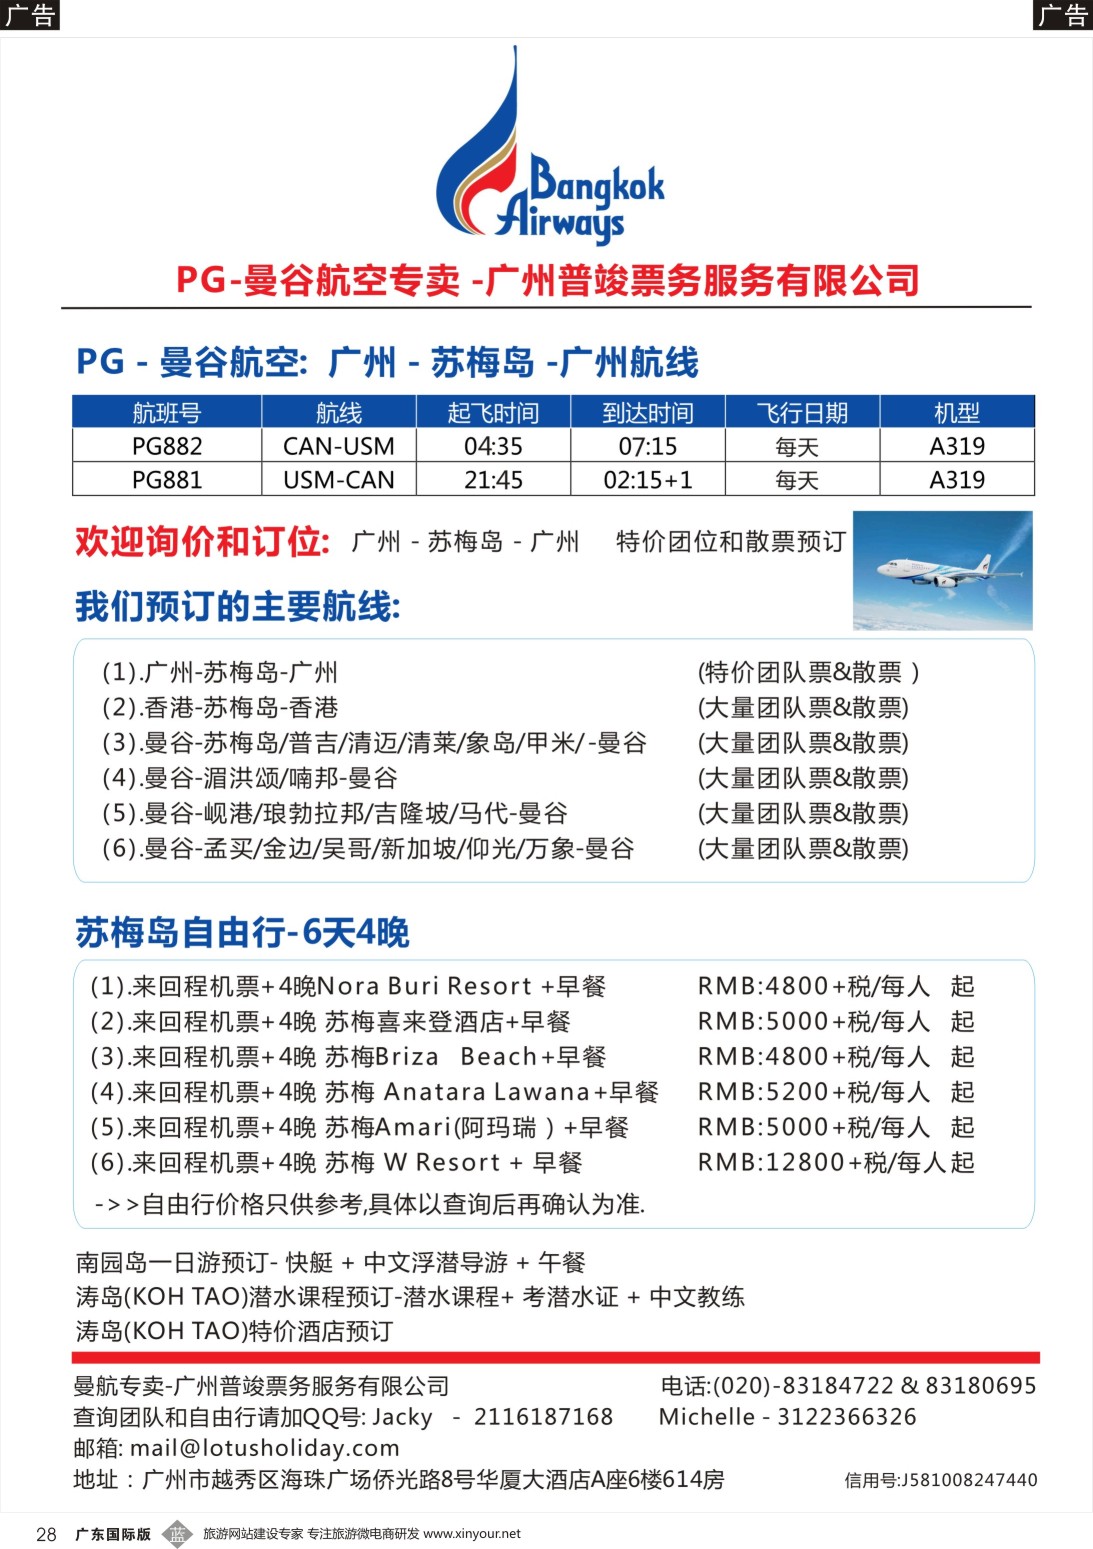 广告
广告
Bangkok
Airways
PG-曼谷航空专卖 -广州普竣票务服务有限公司
PG - 曼谷航空: 广州 - 苏梅岛 -广州航线
航班号 航线 起飞时间 到达时间 飞行日期 机型
PG882 CAN-USM 04:35 07:15 每天 A319
PG881 USM-CAN 21:45 02:15+1 每天 A319
欢迎询价和订位: 广州 - 苏梅岛 - 广州 特价团位和散票预订
我们预订的主要航线:
(1).广州-苏梅岛-广州 (特价团队票&散票 )
(2).香港-苏梅岛-香港 (大量团队票&散票)
(3).曼谷-苏梅岛/普吉/清迈/清莱/象岛/甲米/ -曼谷 (大量团队票&散票)
(4).曼谷-湄洪颂/喃邦-曼谷 (大量团队票&散票)
(5).曼谷-岘港/琅勃拉邦/吉隆坡/马代-曼谷 (大量团队票&散票)
(6).曼谷-孟买/金边/吴哥/新加坡/仰光/万象-曼谷 (大量团队票&散票)
苏梅岛自由行-6天4晚
(1).来回程机票+4晚Nora Buri Resort +早餐 RMB:4800+税/每人 起
(2).来回程机票+4晚 苏梅喜来登酒店+早餐 RMB:5000+税/每人 起
(3).来回程机票+4晚 苏梅Briza Beach+早餐 RMB:4800+税/每人 起
(4).来回程机票+4晚 苏梅 Anatara Lawana+早餐 RMB:5200+税/每人 起
(5).来回程机票+4晚 苏梅Amari(阿玛瑞 ) +早餐 RMB:5000+税/每人 起
(6).来回程机票+4晚 苏梅 W Resort + 早餐 RMB:12800+税/每人 起
->>自由行价格只供参考,具体以查询后再确认为准.
南园岛一日游预订- 快艇 + 中文浮潜导游 + 午餐
涛岛(KOH TAO)潜水课程预订-潜水课程+ 考潜水证 + 中文教练
涛岛(KOH TAO)特价酒店预订
曼航专卖-广州普竣票务服务有限公司 电话:(020)-83184722 & 83180695
查询团队和自由行请加QQ号: Jacky - 2116187168 Michelle - 3122366326
邮箱: mail@lotusholiday.com
地址：广州市越秀区海珠广场侨光路8号华厦大酒店A座6楼614房 信用号:J581008247440
28 广东国际版 蓝 旅游网站建设专家 专注旅游微电商研发 www.xinyour.net